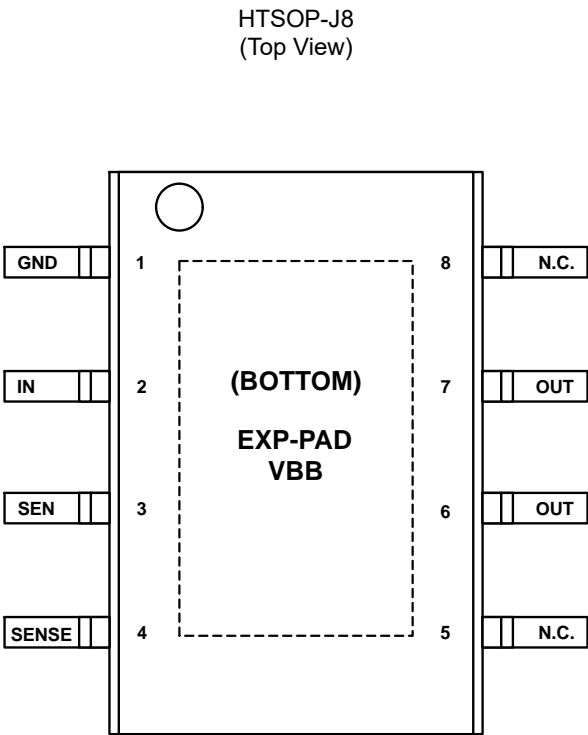 HTSOP-J8
(Top View)
GND 1 8 N.C.
IN 2 (BOTTOM) 7 OUT
EXP-PAD
VBB
SEN 3 6 OUT
SENSE 4 5 N.C.